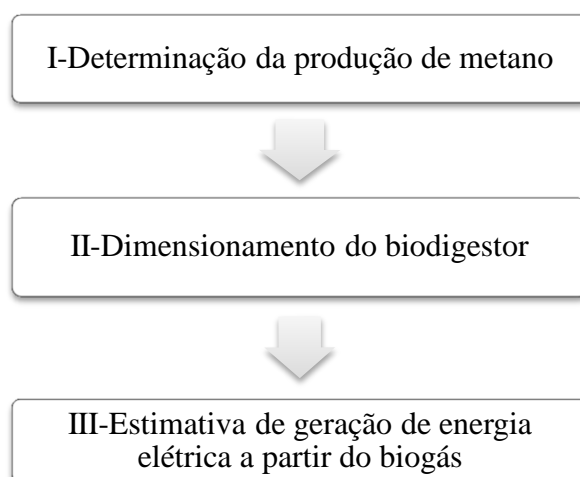 I-Determinação da produção de metano
II-Dimensionamento do biodigestor
III-Estimativa de geração de energia
elétrica a partir do biogás